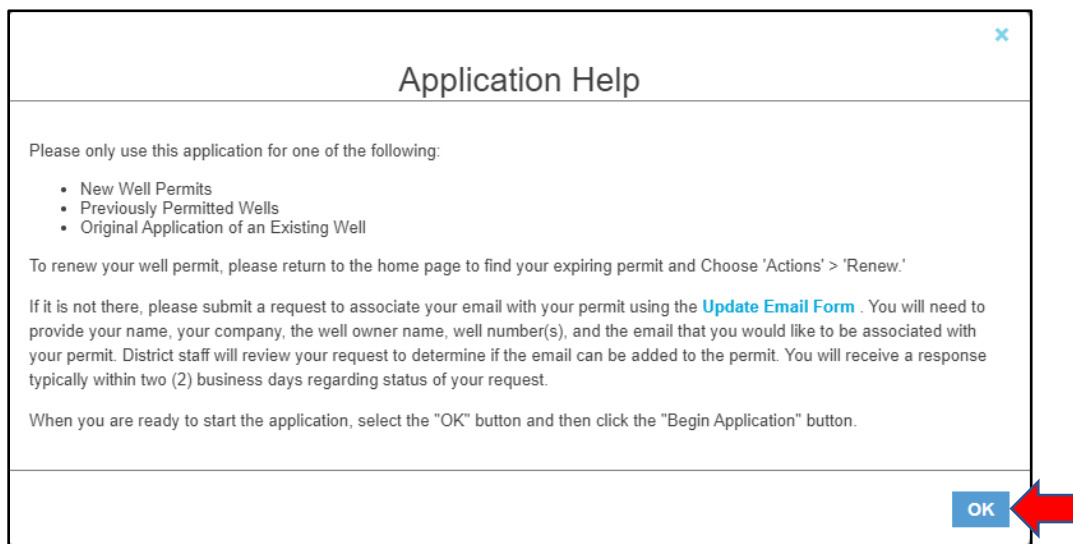 ×
Application Help
Please only use this application for one of the following:
• New Well Permits
• Previously Permitted Wells
• Original Application of an Existing Well
To renew your well permit, please return to the home page to find your expiring permit and Choose 'Actions' > 'Renew.'
If it is not there, please submit a request to associate your email with your permit using the Update Email Form . You will need to
provide your name, your company, the well owner name, well number(s), and the email that you would like to be associated with
your permit. District staff will review your request to determine if the email can be added to the permit. You will receive a response
typically within two (2) business days regarding status of your request.
When you are ready to start the application, select the "OK" button and then click the "Begin Application" button.
OK